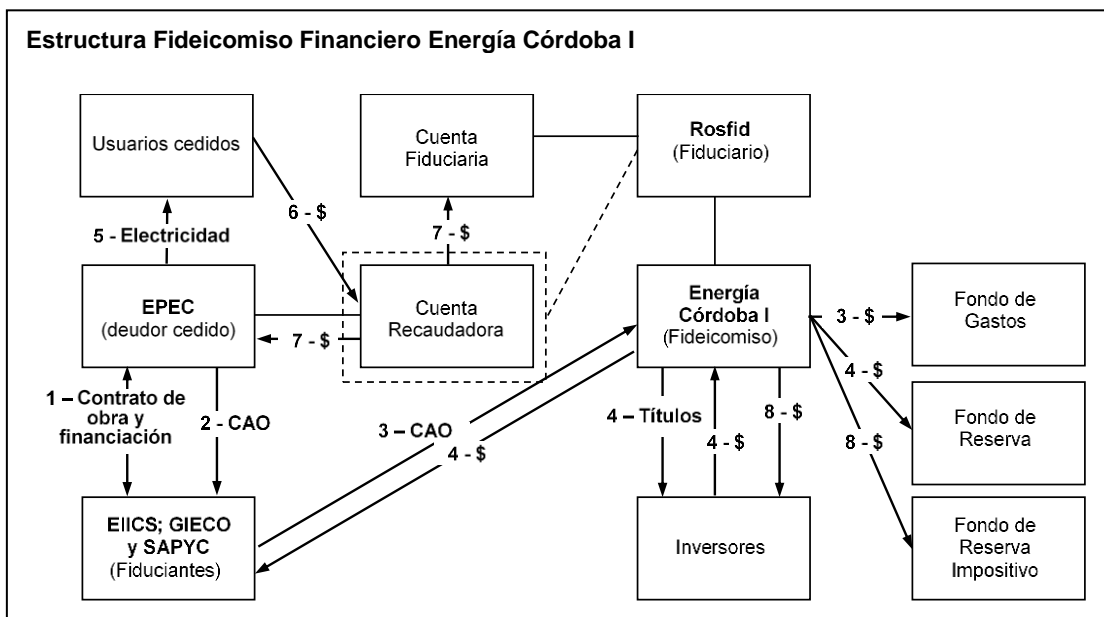 Estructura Fideicomiso Financiero Energía Córdoba I
Usuarios cedidos
Cuenta
Fiduciaria
Rosfid
(Fiduciario)
6 - $
5 - Electricidad
7 - $
EPEC
(deudor cedido)
Cuenta
Recaudadora
7 - $
Energía
Córdoba I
(Fideicomiso)
3 - $
Fondo de
Gastos
1 – Contrato de
obra y
financiación
2 - CAO
3 – CAO
4 - $
4 – Títulos
4 - $
8 - $
4 - $
Fondo de
Reserva
8 - $
EIICS; GIECO
y SAPYC
(Fiduciantes)
Inversores
Fondo de
Reserva
Impositivo